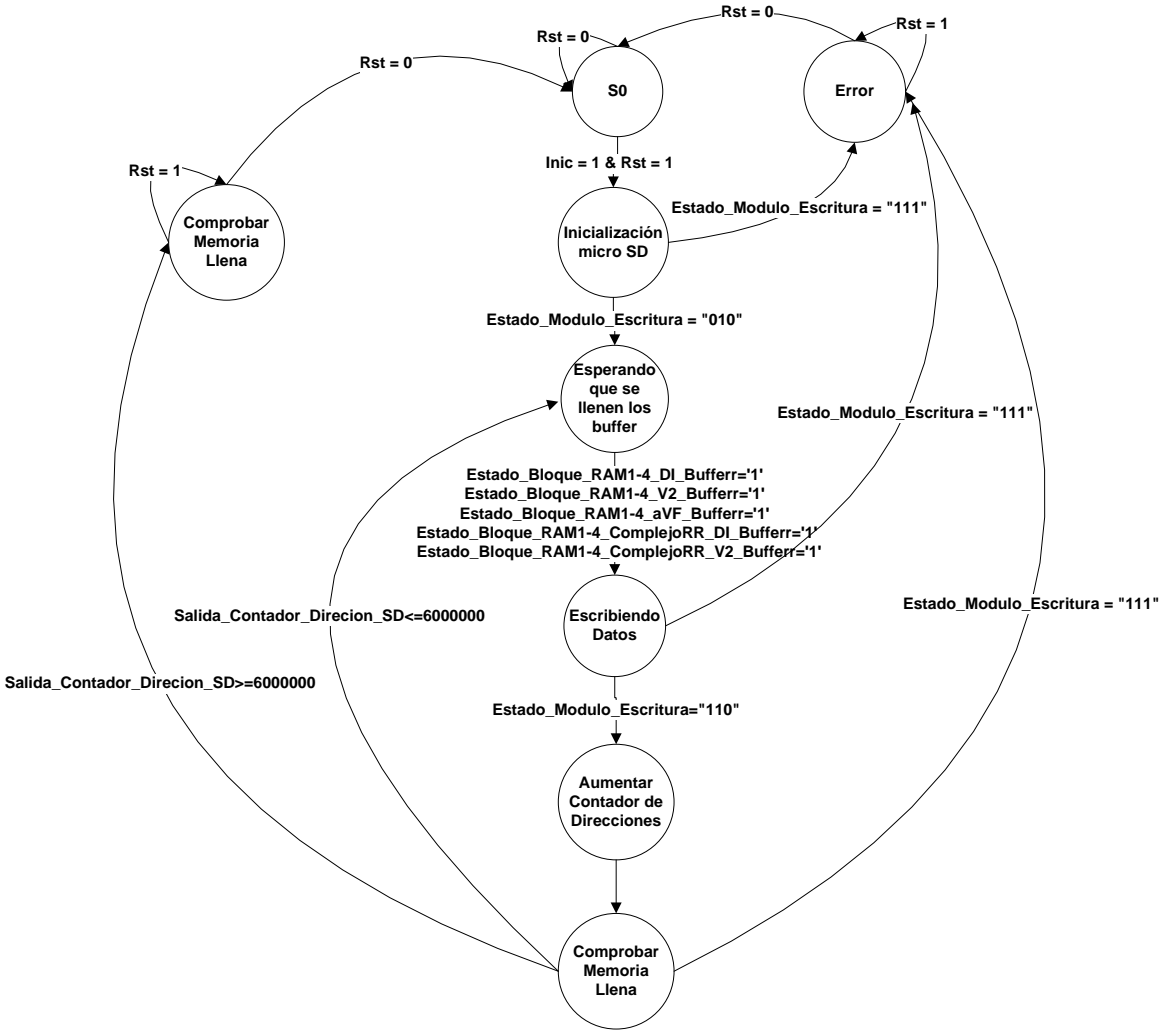 Rst = 0
Rst = 1
Rst = 0
Rst = 0
S0
Error
Inic = 1 & Rst = 1
Rst = 1
Comprobar
Memoria
Llena
Estado_Modulo_Escritura = "111"
Inicialización
micro SD
Estado_Modulo_Escritura = "010"
Esperando
que se
llenen los
buffer
Estado_Modulo_Escritura = "111"
Estado_Bloque_RAM1-4_DI_Bufferr='1'
Estado_Bloque_RAM1-4_V2_Bufferr='1'
Estado_Bloque_RAM1-4_aVF_Bufferr='1'
Estado_Bloque_RAM1-4_ComplejoRR_DI_Bufferr='1'
Estado_Bloque_RAM1-4_ComplejoRR_V2_Bufferr='1'
Salida_Contador_Direcion_SD<=6000000
Escribiendo
Datos
Estado_Modulo_Escritura = "111"
Salida_Contador_Direcion_SD>=6000000
Estado_Modulo_Escritura="110"
Aumentar
Contador de
Direcciones
Comprobar
Memoria
Llena